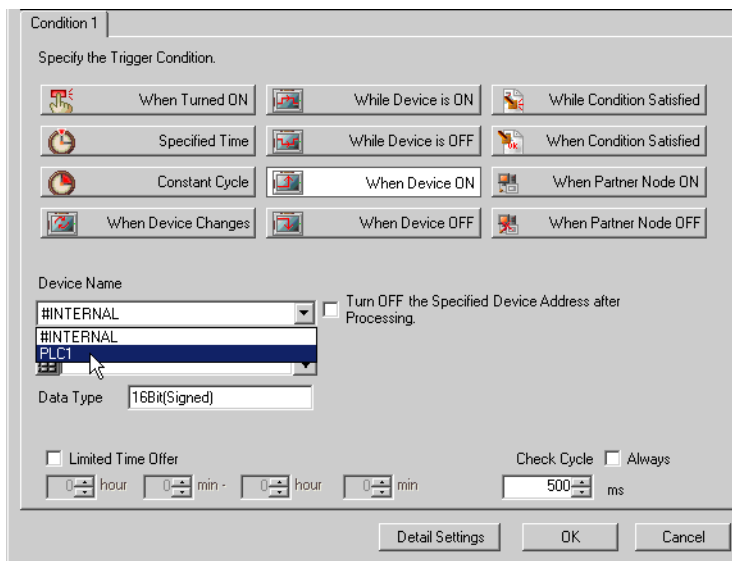 Condition 1
Specify the Trigger Condition.
When Turned ON While Device is ON While Condition Satisfied
Specified Time While Device is OFF When Condition Satisfied
Constant Cycle When Device ON When Partner Node ON
When Device Changes When Device OFF When Partner Node OFF
Device Name
#INTERNAL Turn OFF the Specified Device Address after
Processing.
#INTERNAL
PLC1
Data Type 16Bit(Signed)
Limited Time Offer Check Cycle Always
0 hour 0 min - 0 hour 0 min 500 ms
Detail Settings OK Cancel